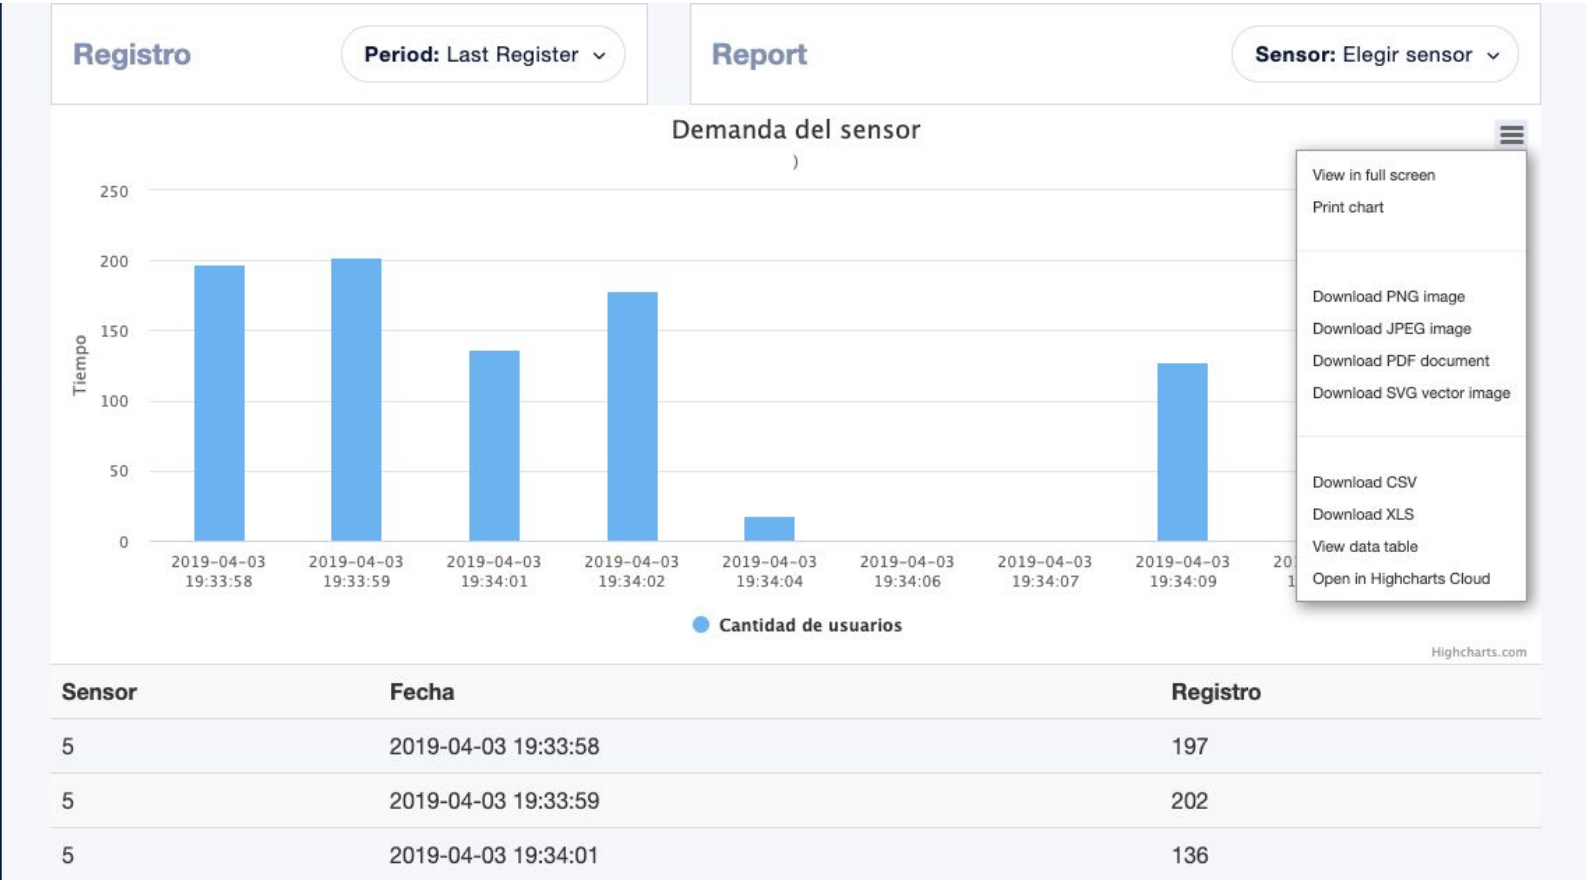 Registro
Period: Last Register
Report
Sensor: Elegir sensor
Demanda del sensor
)
View in full screen
Print chart
Download PNG image
Download JPEG image
Download PDF document
Download SVG vector image
Download CSV
Download XLS
View data table
Open in Highcharts Cloud
Tiempo
250
200
150
100
50
0
2019-04-03 2019-04-03 2019-04-03 2019-04-03 2019-04-03 2019-04-03 2019-04-03 2019-04-03
19:33:58 19:33:59 19:34:01 19:34:02 19:34:04 19:34:06 19:34:07 19:34:09
Cantidad de usuarios
Highcharts.com
Sensor Fecha Registro
5 2019-04-03 19:33:58 197
5 2019-04-03 19:33:59 202
5 2019-04-03 19:34:01 136